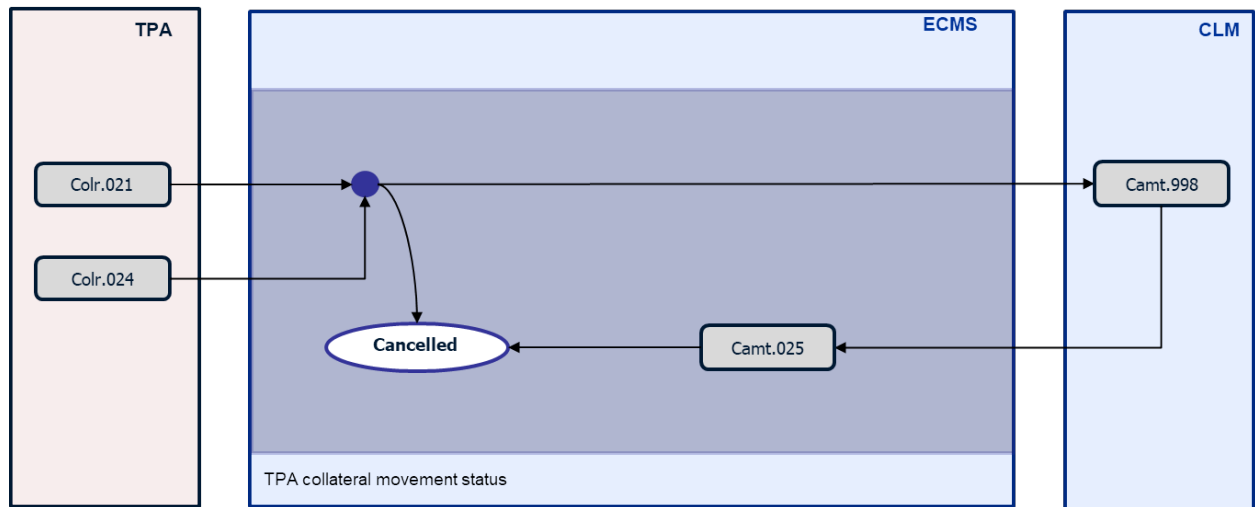 TPA
ECMS
CLM
Colr.021
Camt.998
Colr.024
Cancelled
Camt.025
TPA collateral movement status